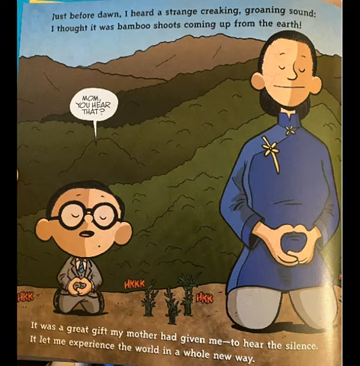 Just before dawn, I heard a strange creaking, groaning sound:
I thought it was bamboo shoots coming up from the earth!
MOM,
YOU HEAR
THAT?
HKKK
HKK
HKK
It was a great gift my mother had given me—to hear the silence.
It let me experience the world in a whole new way.